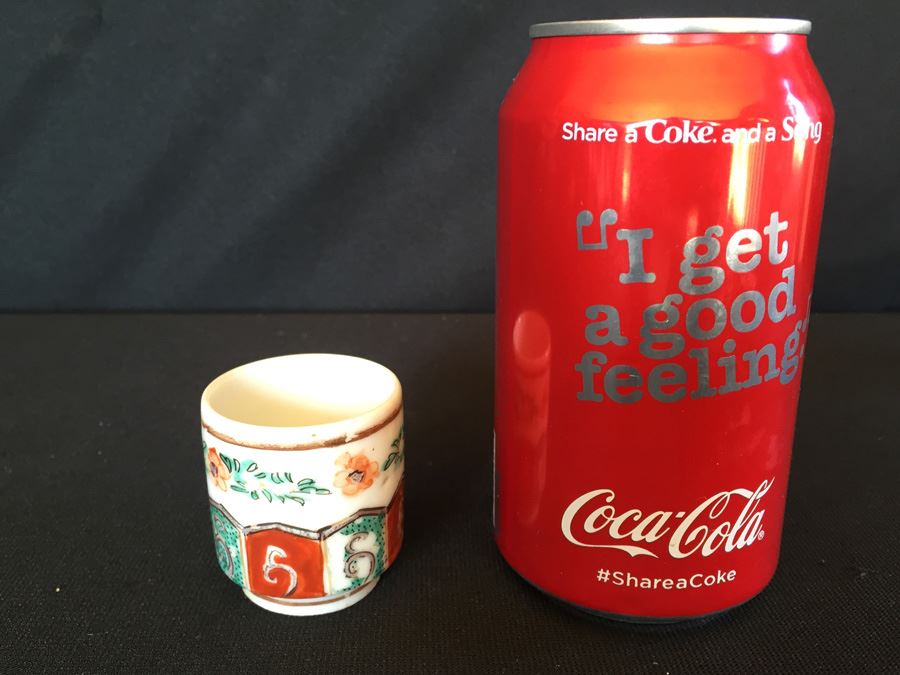 Share a Coke. and a Song
“I get
a good
feeling.
Coca-Cola®
#ShareaCoke